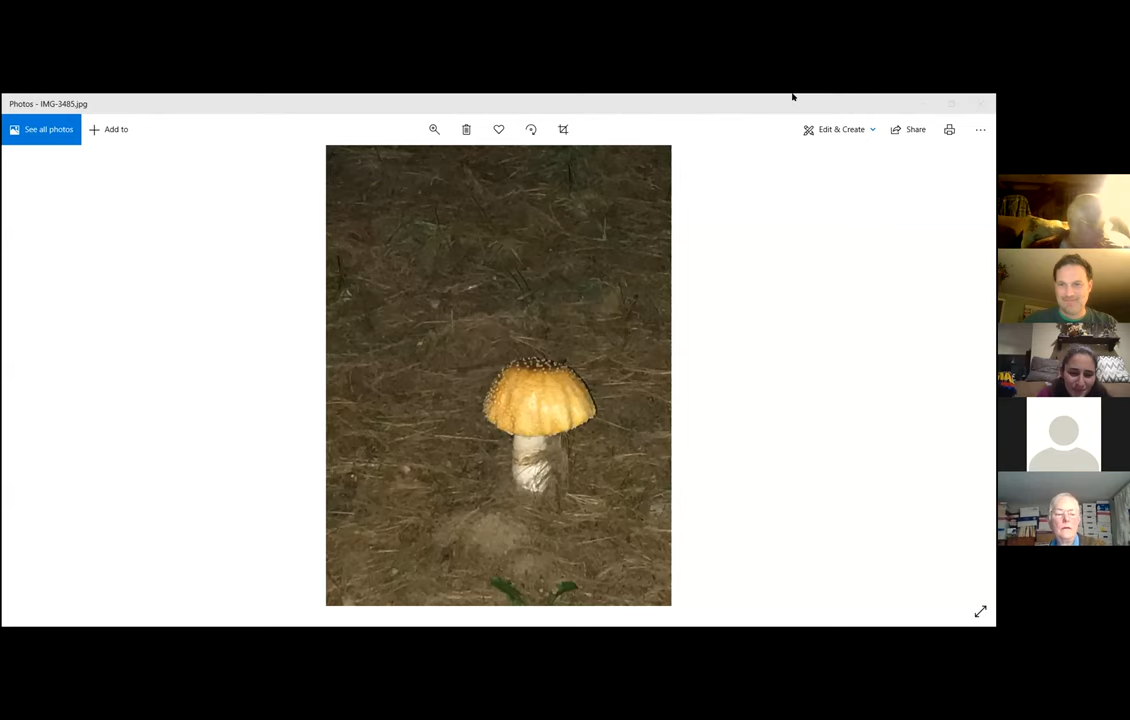 Photos - IMG-3485.jpg
See all photos
Add to
Edit & Create
Share